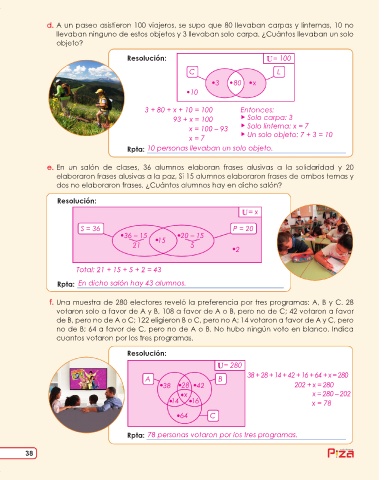 d. A un paseo asistieron 100 viajeros, se supo que 80 llevaban carpas y linternas, 10 no
llevaban ninguno de estos objetos y 3 llevaban solo carpa. ¿Cuántos llevaban un solo
objeto?
Resolución:
U = 100
C
L
•3
•80
•x
•10
3 + 80 + x + 10 = 100
93 + x = 100
x = 100 – 93
x = 7
Entonces:
▸ Solo carpa: 3
▸ Solo linterna: x = 7
▸ Un solo objeto: 7 + 3 = 10
Rpta: 10 personas llevaban un solo objeto.
e. En un salón de clases, 36 alumnos elaboran frases alusivas a la solidaridad y 20
elaboraron frases alusivas a la paz. Si 15 alumnos elaboraron frases de ambos temas y
dos no elaboraron frases. ¿Cuántos alumnos hay en dicho salón?
Resolución:
U = x
S = 36
P = 20
•36 – 15
21
•15
•20 – 15
5
•2
Total: 21 + 15 + 5 + 2 = 43
Rpta: En dicho salón hay 43 alumnos.
f. Una muestra de 280 electores reveló la preferencia por tres programas: A, B y C. 28
votaron solo a favor de A y B, 108 a favor de A o B, pero no de C; 42 votaron a favor
de B, pero no de A o C; 122 eligieron B o C, pero no A; 14 votaron a favor de A y C, pero
no de B; 64 a favor de C, pero no de A o B. No hubo ningún voto en blanco. Indica
cuantos votaron por los tres programas.
Resolución:
U = 280
A
B
•38
•28
•42
•x
•14
•16
•64
C
38 + 28 + 14 + 42 + 16 + 64 + x = 280
202 + x = 280
x = 280 – 202
x = 78
Rpta: 78 personas votaron por los tres programas.
38